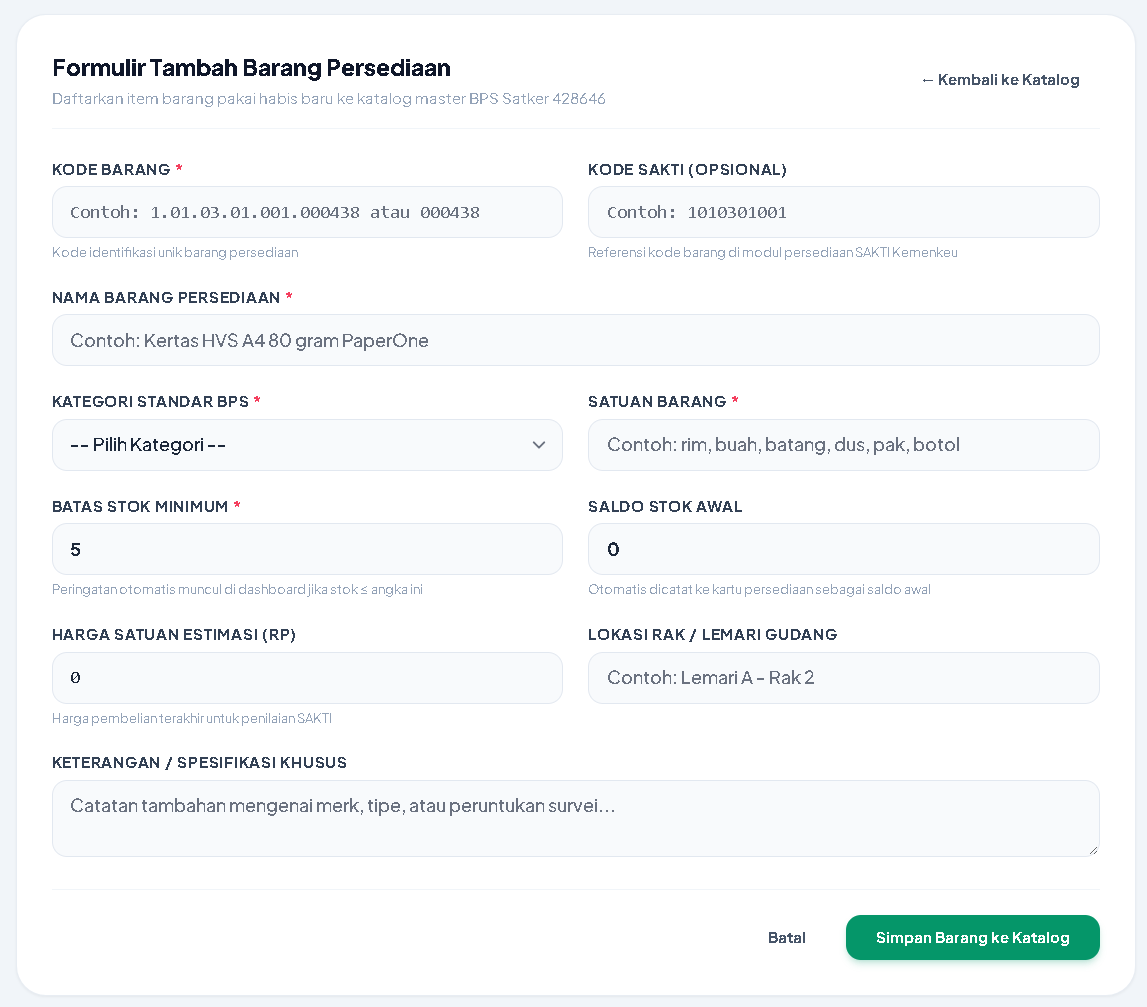 Formulir Tambah Barang Persediaan
Daftarkan item barang pakai habis baru ke katalog master BPS Satker 428646
← Kembali ke Katalog
KODE BARANG *
KODE SAKTI (OPSIONAL)
Contoh: 1.01.03.01.001.000438 atau 000438
Contoh: 1010301001
Kode identifikasi unik barang persediaan
Referensi kode barang di modul persediaan SAKTI Kemenkeu
NAMA BARANG PERSEDIAAN *
Contoh: Kertas HVS A4 80 gram PaperOne
KATEGORI STANDAR BPS *
SATUAN BARANG *
-- Pilih Kategori --
Contoh: rim, buah, batang, dus, pak, botol
BATAS STOK MINIMUM *
SALDO STOK AWAL
5
0
Peringatan otomatis muncul di dashboard jika stok ≤ angka ini
Otomatis dicatat ke kartu persediaan sebagai saldo awal
HARGA SATUAN ESTIMASI (RP)
LOKASI RAK / LEMARI GUDANG
0
Contoh: Lemari A - Rak 2
Harga pembelian terakhir untuk penilaian SAKTI
KETERANGAN / SPESIFIKASI KHUSUS
Catatan tambahan mengenai merk, tipe, atau peruntukan survei...
Batal
Simpan Barang ke Katalog